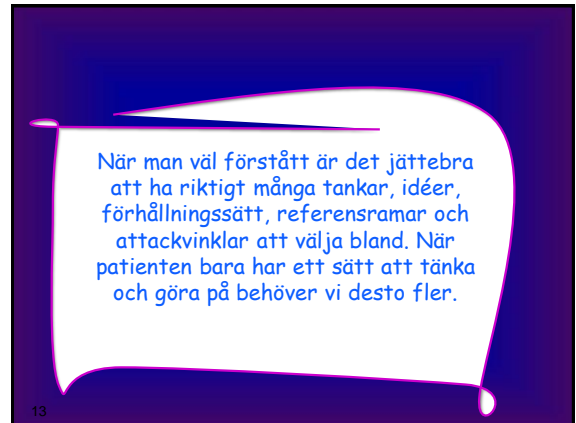 När man väl förstått är det jättebra
att ha riktigt många tankar, idéer,
förhållningssätt, referensramar och
attackvinklar att välja bland. När
patienten bara har ett sätt att tänka
och göra på behöver vi desto fler.
13